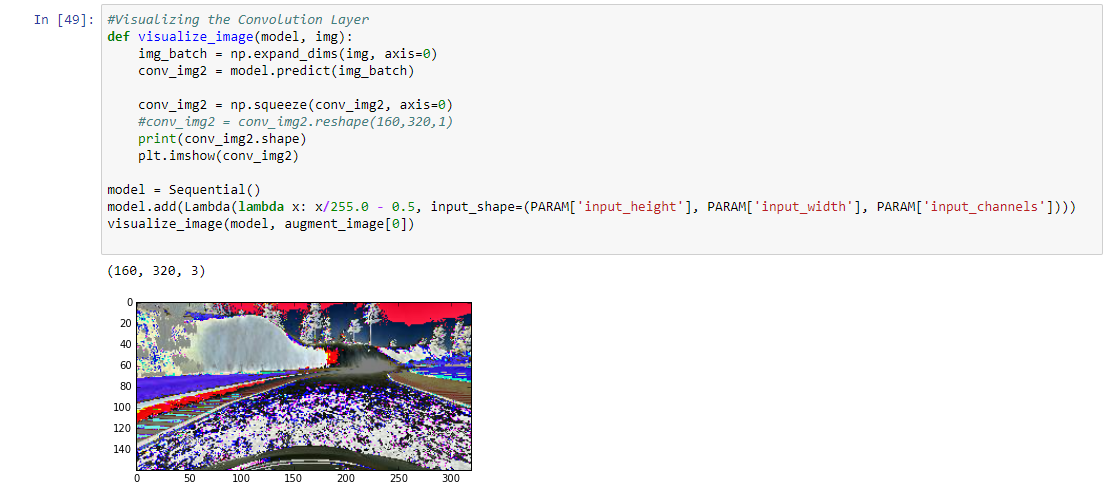 In [49]: #Visualizing the Convolution Layer
def visualize_image(model, img):
    img_batch = np.expand_dims(img, axis=0)
    conv_img2 = model.predict(img_batch)

    conv_img2 = np.squeeze(conv_img2, axis=0)
    #conv_img2 = conv_img2.reshape(160,320,1)
    print(conv_img2.shape)
    plt.imshow(conv_img2)

model = Sequential()
model.add(Lambda(lambda x: x/255.0 - 0.5, input_shape=(PARAM['input_height'], PARAM['input_width'], PARAM['input_channels'])))
visualize_image(model, augment_image[0])
(160, 320, 3)
0
20
40
60
80
100
120
140
0 50 100 150 200 250 300